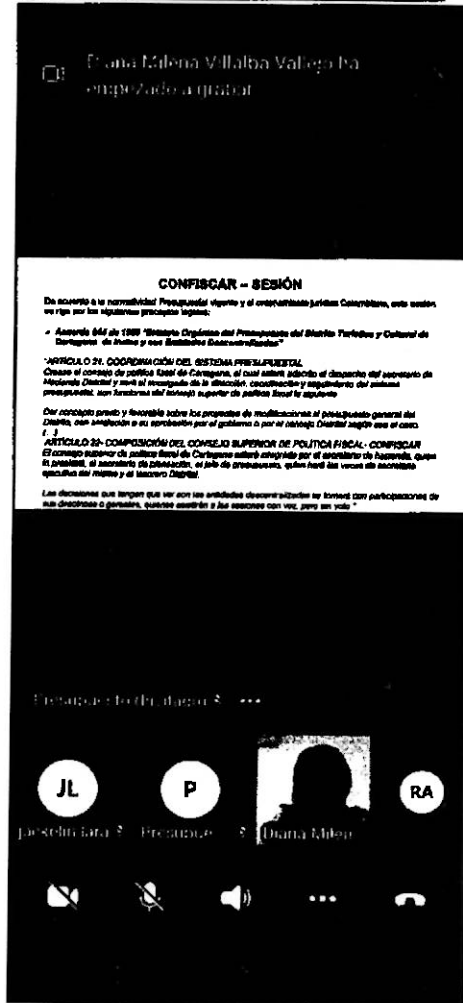 Diana Milena Villalba Vallejo ha
empezado a grabar
CONFISCAR – SESIÓN
De acuerdo a la normatividad Presupuestal vigente y el ordenamiento jurídico Colombiano, esta sesión
se rige por los siguientes preceptos legales:
Acuerdo 044 de 1998 "Estatuto Orgánico del Presupuesto del Distrito Turístico y Cultural de
Cartagena de Indias y sus Entidades Descentralizadas"
"ARTÍCULO 21. COORDINACIÓN DEL SISTEMA PRESUPUESTAL
Crease el consejo de política fiscal de Cartagena, el cual estará adscrito al despacho del secretario de
Hacienda Distrital y será el encargado de la dirección, coordinación y seguimiento del sistema
presupuestal. son funciones del consejo superior de política fiscal la siguiente
Dar concepto previo y favorable sobre los proyectos de modificaciones al presupuesto general del
Distrito, con antelación a su aprobación por el gobierno o por el concejo Distrital según sea el caso.
(...)
ARTÍCULO 22- COMPOSICIÓN DEL CONSEJO SUPERIOR DE POLÍTICA FISCAL- CONFISCAR
El consejo superior de política fiscal de Cartagena estará integrado por el secretario de hacienda, quien
lo presidirá, el secretario de planeación, el jefe de presupuesto, quien hará las veces de secretario
ejecutivo del mismo y el tesorero Distrital.
Las decisiones que tengan que ver con las entidades descentralizadas se tomará con participaciones de
sus directores o gerentes, quienes asistirán a las sesiones con voz, pero sin voto "
JL
P
RA
jackelin lara
Presupue
Diana Milen